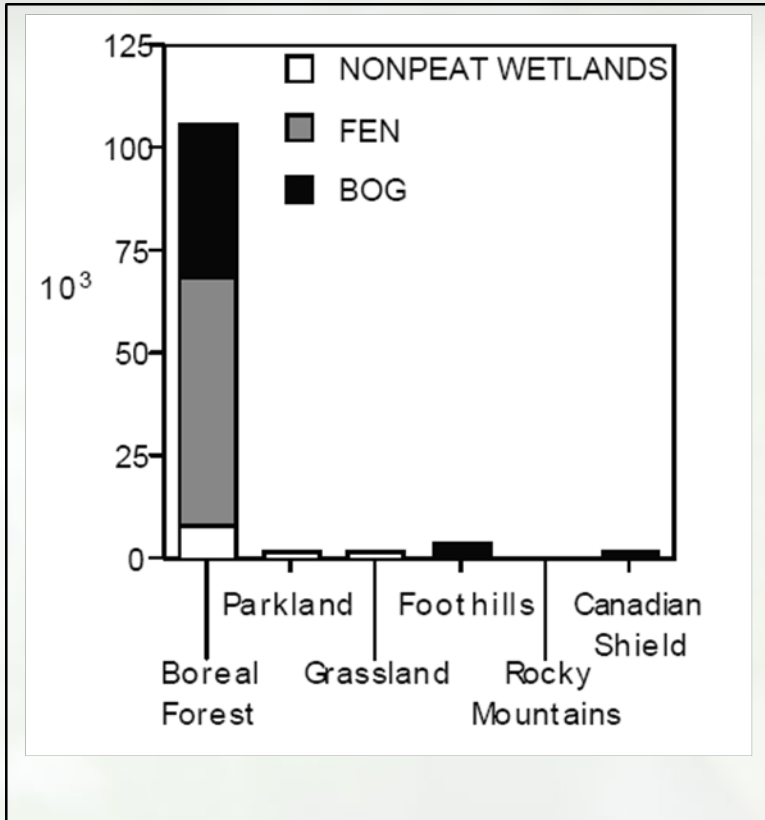 125
NONPEAT WETLANDS
FEN
100
BOG
75
10³
50
25
0
Parkland Foothills Canadian
Shield
Boreal Grassland Rocky
Forest Mountains